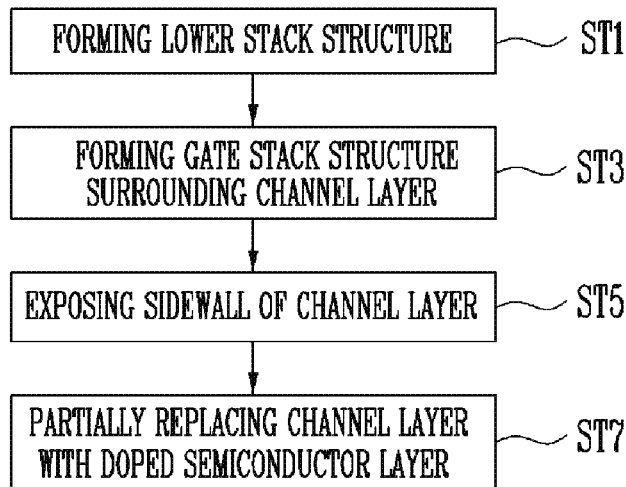 FORMING LOWER STACK STRUCTURE
ST1
FORMING GATE STACK STRUCTURE
SURROUNDING CHANNEL LAYER
ST3
EXPOSING SIDEWALL OF CHANNEL LAYER
ST5
PARTIALLY REPLACING CHANNEL LAYER
WITH DOPED SEMICONDUCTOR LAYER
ST7